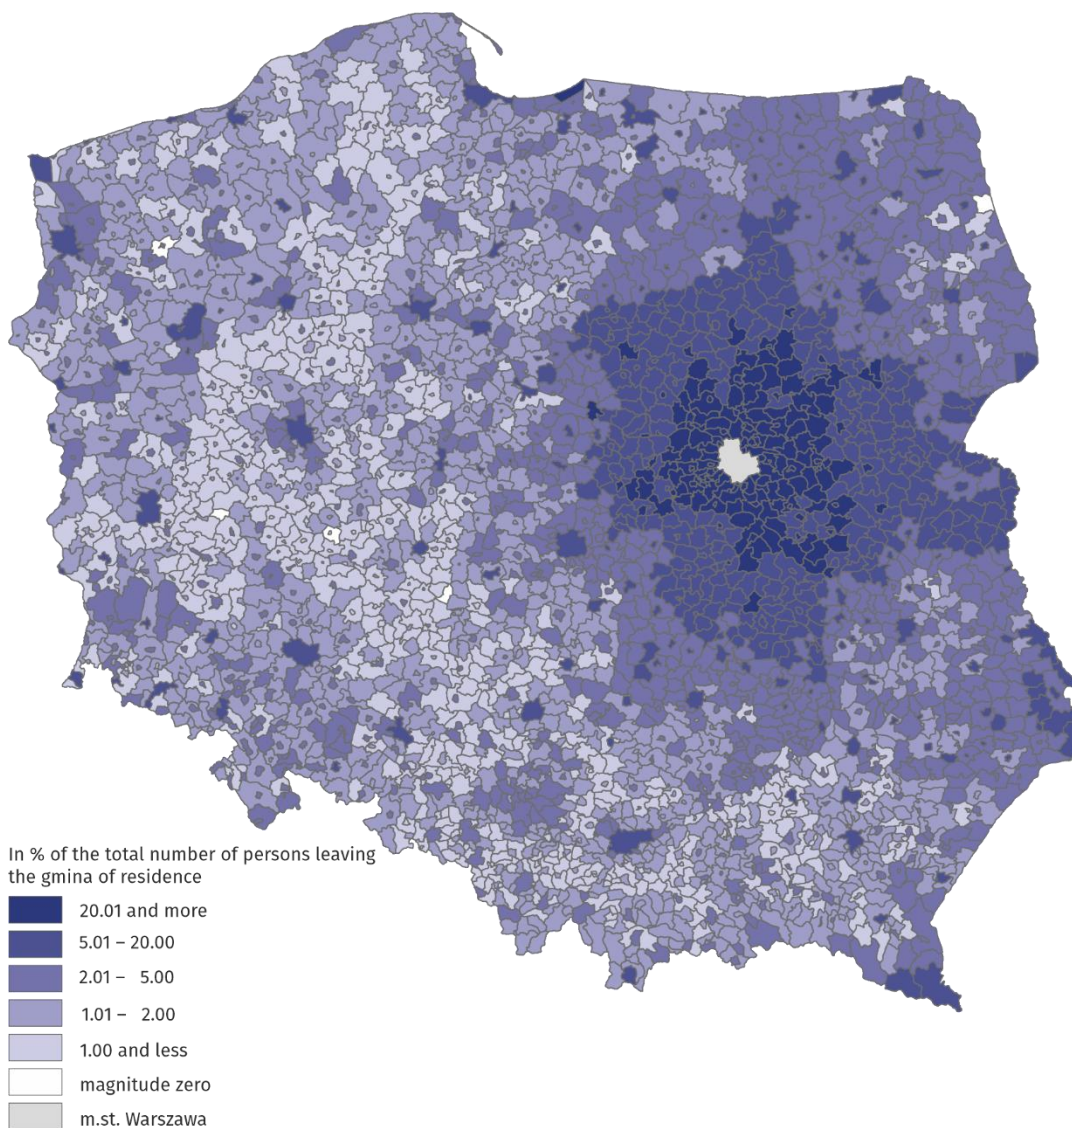 In % of the total number of persons leaving
the gmina of residence
20.01 and more
5.01 – 20.00
2.01 – 5.00
1.01 – 2.00
1.00 and less
magnitude zero
m.st. Warszawa